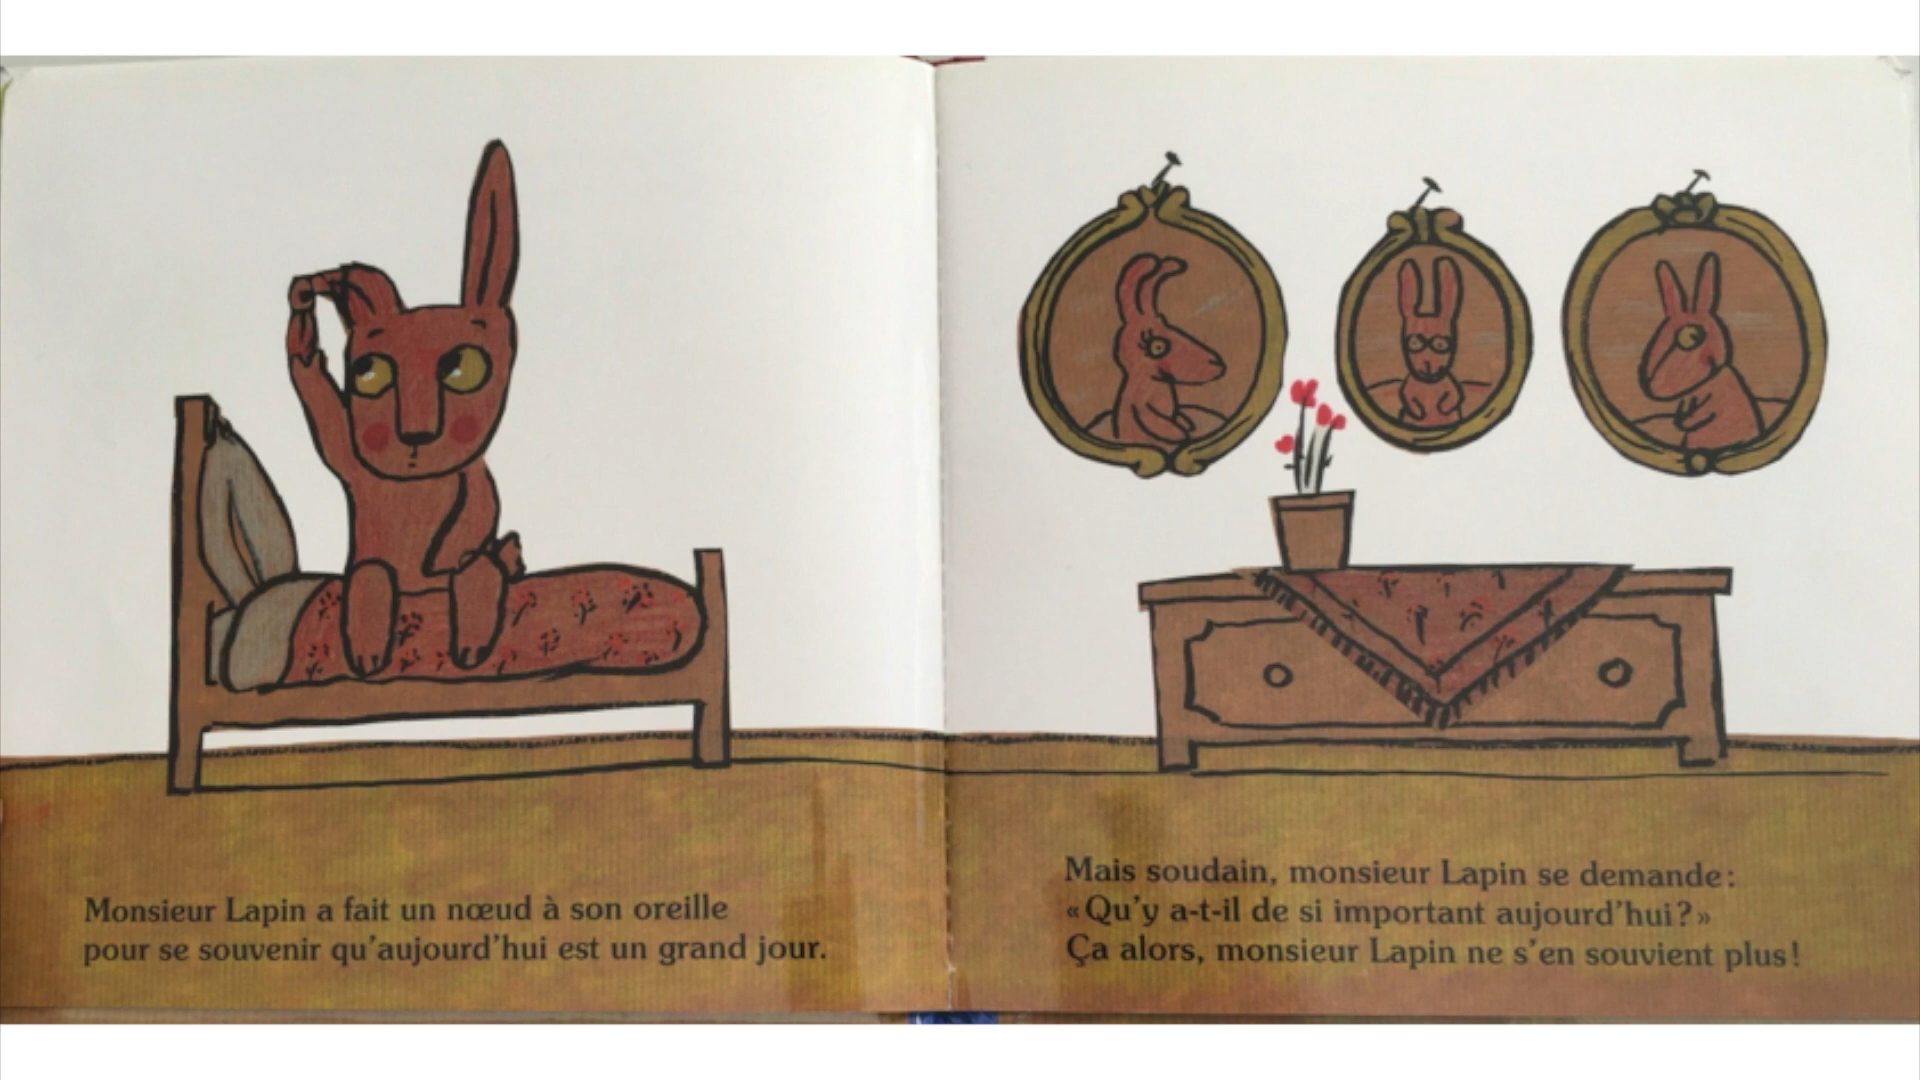 Monsieur Lapin a fait un nœud à son oreille
pour se souvenir qu'aujourd'hui est un grand jour.
Mais soudain, monsieur Lapin se demande:
«Qu'y a-t-il de si important aujourd'hui?»
Ça alors, monsieur Lapin ne s'en souvient plus!